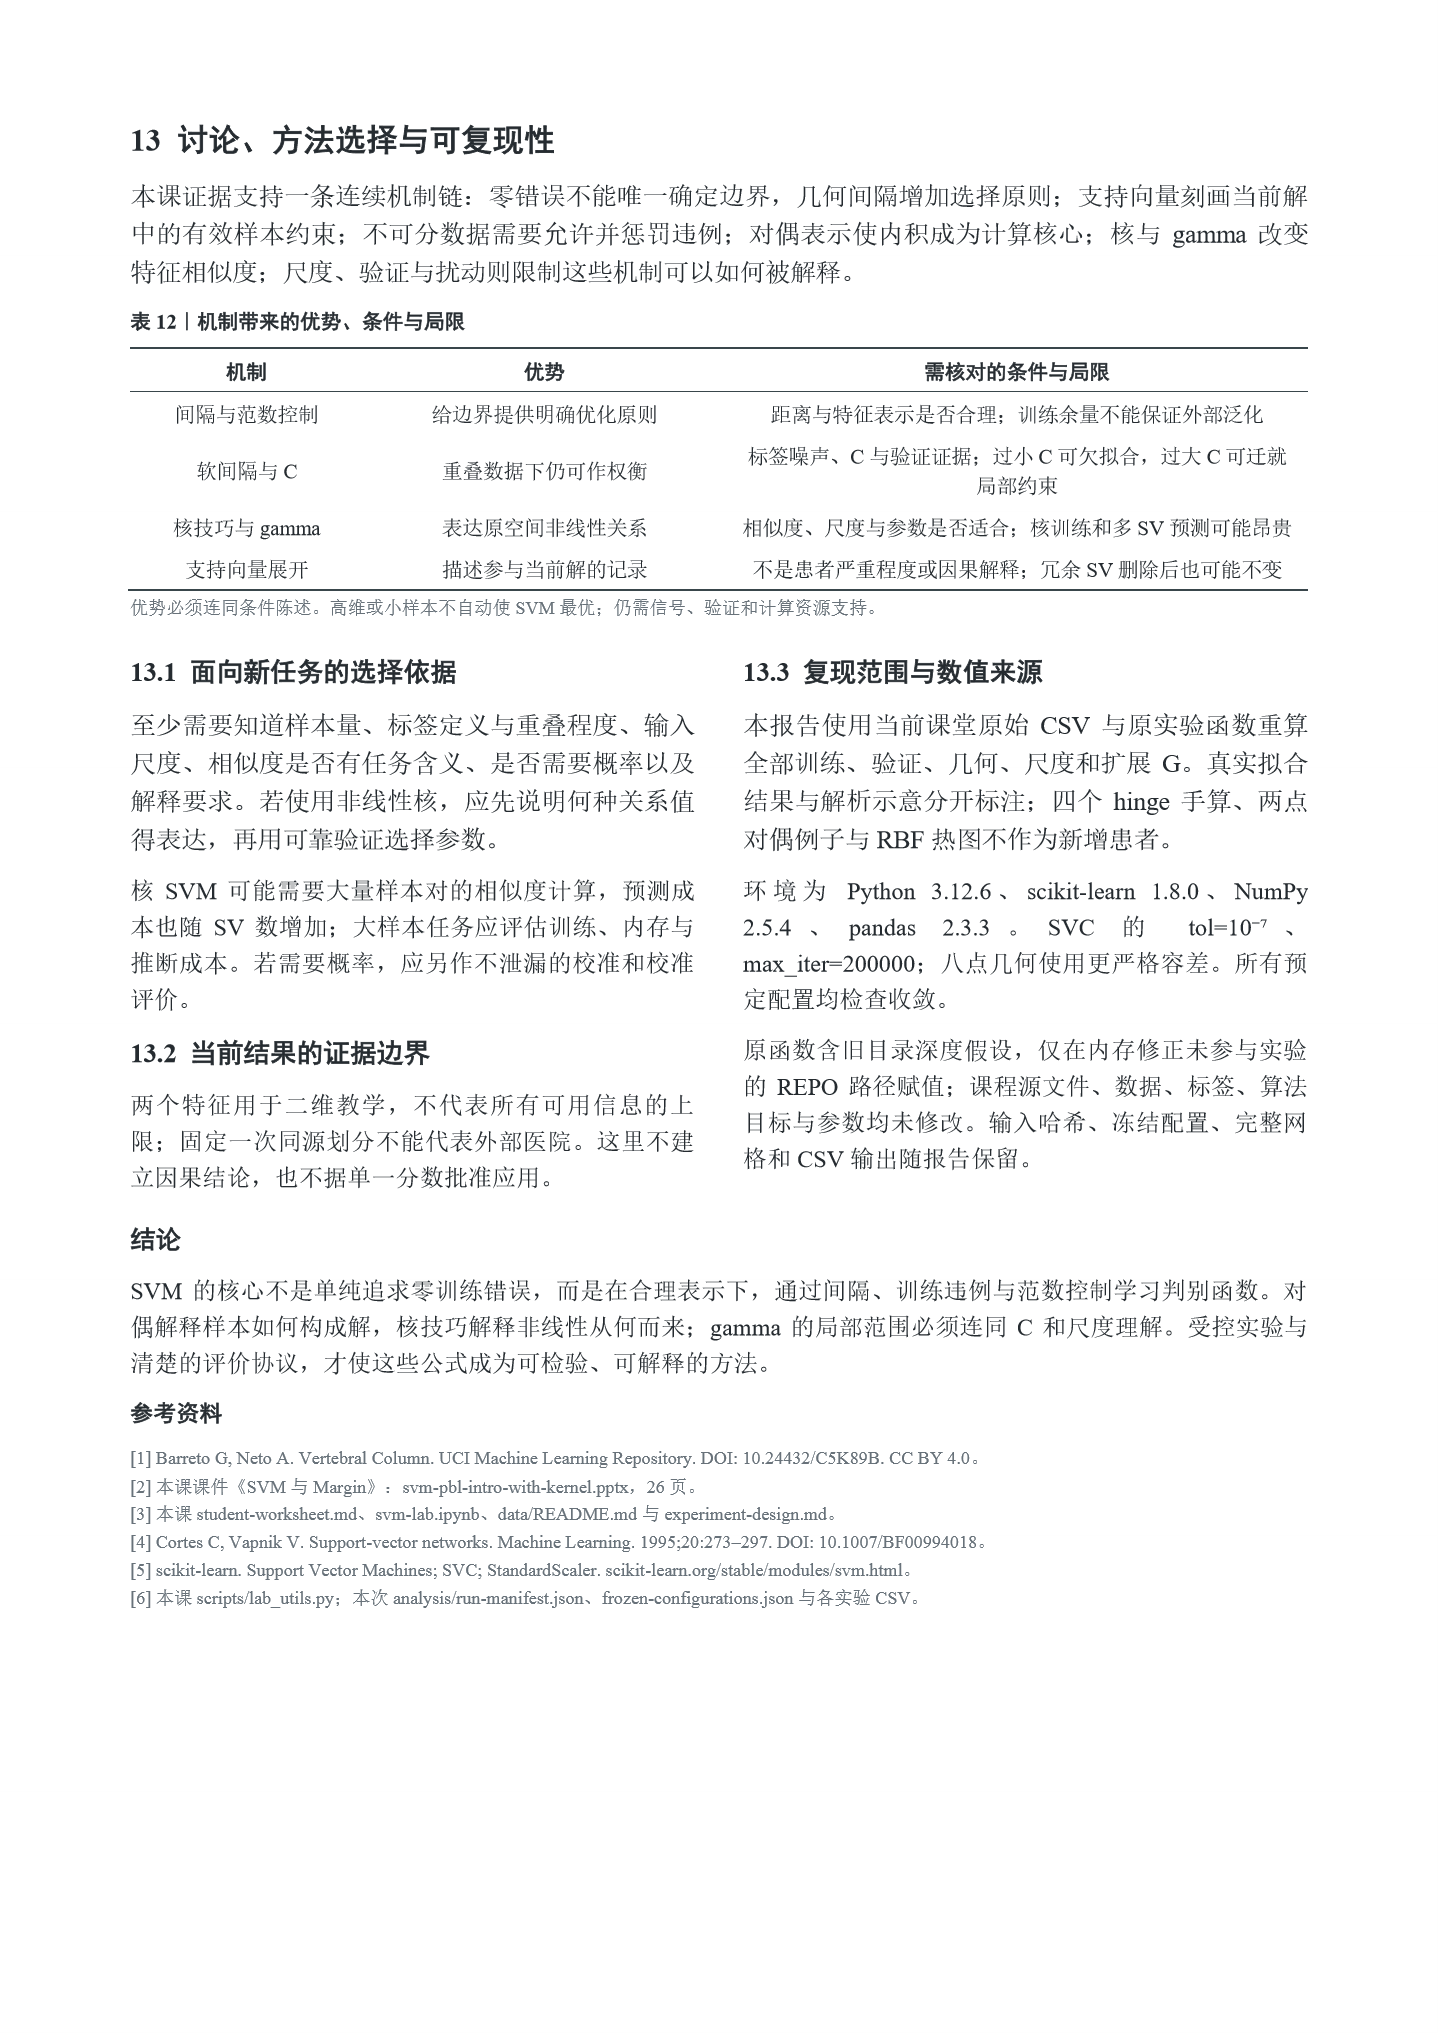 13 讨论、方法选择与可复现性
本课证据支持一条连续机制链：零错误不能唯一确定边界，几何间隔增加选择原则；支持向量刻画当前解
中的有效样本约束；不可分数据需要允许并惩罚违例；对偶表示使内积成为计算核心；核与 gamma 改变
特征相似度；尺度、验证与扰动则限制这些机制可以如何被解释。
表 12｜机制带来的优势、条件与局限
机制 优势 需核对的条件与局限
间隔与范数控制 给边界提供明确优化原则 距离与特征表示是否合理；训练余量不能保证外部泛化
软间隔与 C 重叠数据下仍可作权衡 标签噪声、C 与验证证据；过小 C 可欠拟合，过大 C 可迁就
局部约束
核技巧与 gamma 表达原空间非线性关系 相似度、尺度与参数是否适合；核训练和多 SV 预测可能昂贵
支持向量展开 描述参与当前解的记录 不是患者严重程度或因果解释；冗余 SV 删除后也可能不变
优势必须连同条件陈述。高维或小样本不自动使 SVM 最优；仍需信号、验证和计算资源支持。
13.1 面向新任务的选择依据
至少需要知道样本量、标签定义与重叠程度、输入
尺度、相似度是否有任务含义、是否需要概率以及
解释要求。若使用非线性核，应先说明何种关系值
得表达，再用可靠验证选择参数。
核 SVM 可能需要大量样本对的相似度计算，预测成
本也随 SV 数增加；大样本任务应评估训练、内存与
推断成本。若需要概率，应另作不泄漏的校准和校准
评价。
13.2 当前结果的证据边界
两个特征用于二维教学，不代表所有可用信息的上
限；固定一次同源划分不能代表外部医院。这里不建
立因果结论，也不据单一分数批准应用。
13.3 复现范围与数值来源
本报告使用当前课堂原始 CSV 与原实验函数重算
全部训练、验证、几何、尺度和扩展 G。真实拟合
结果与解析示意分开标注；四个 hinge 手算、两点
对偶例子与 RBF 热图不作为新增患者。
环境为 Python 3.12.6、scikit-learn 1.8.0、NumPy
2.5.4、pandas 2.3.3。SVC 的 tol=10⁻⁷、
max_iter=200000；八点几何使用更严格容差。所有预
定配置均检查收敛。
原函数含旧目录深度假设，仅在内存修正未参与实验
的 REPO 路径赋值；课程源文件、数据、标签、算法
目标与参数均未修改。输入哈希、冻结配置、完整网
格和 CSV 输出随报告保留。
结论
SVM 的核心不是单纯追求零训练错误，而是在合理表示下，通过间隔、训练违例与范数控制学习判别函数。对
偶解释样本如何构成解，核技巧解释非线性从何而来；gamma 的局部范围必须连同 C 和尺度理解。受控实验与
清楚的评价协议，才使这些公式成为可检验、可解释的方法。
参考资料
[1] Barreto G, Neto A. Vertebral Column. UCI Machine Learning Repository. DOI: 10.24432/C5K89B. CC BY 4.0。
[2] 本课课件《SVM 与 Margin》：svm-pbl-intro-with-kernel.pptx，26 页。
[3] 本课 student-worksheet.md、svm-lab.ipynb、data/README.md 与 experiment-design.md。
[4] Cortes C, Vapnik V. Support-vector networks. Machine Learning. 1995;20:273–297. DOI: 10.1007/BF00994018。
[5] scikit-learn. Support Vector Machines; SVC; StandardScaler. scikit-learn.org/stable/modules/svm.html。
[6] 本课 scripts/lab_utils.py；本次 analysis/run-manifest.json、frozen-configurations.json 与各实验 CSV。